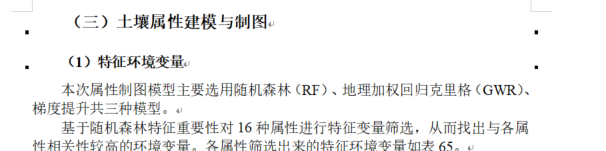 （三）土壤属性建模与制图
（1）特征环境变量
本次属性制图模型主要选用随机森林（RF）、地理加权回归克里格（GWR）、
梯度提升共三种模型。
基于随机森林特征重要性对 16 种属性进行特征变量筛选，从而找出与各属
性相关性较高的环境变量。各属性筛选出来的特征环境变量如表 65。